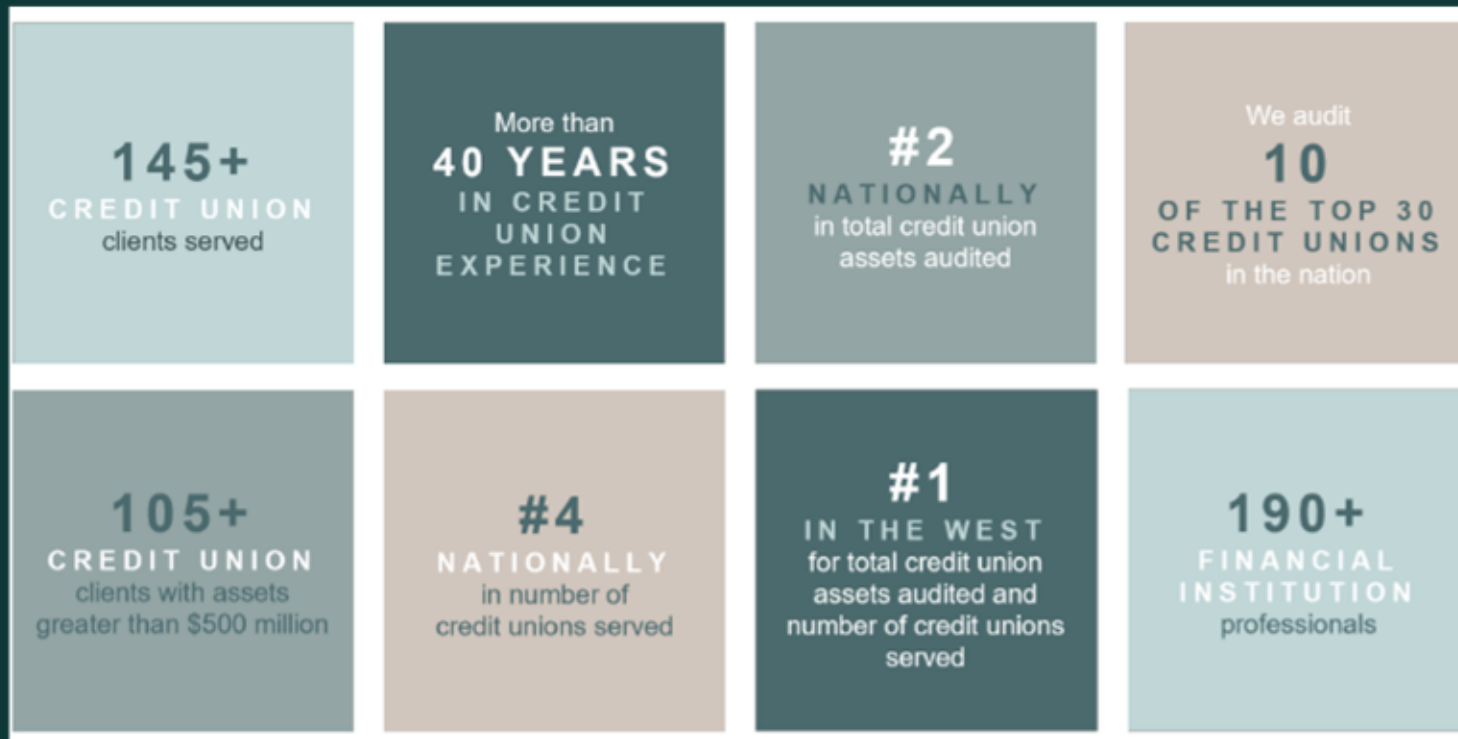 145+
CREDIT UNION
clients served
More than
40 YEARS
IN CREDIT
UNION
EXPERIENCE
#2
NATIONALLY
in total credit union
assets audited
We audit
10
OF THE TOP 30
CREDIT UNIONS
in the nation
105+
CREDIT UNION
clients with assets
greater than $500 million
#4
NATIONALLY
in number of
credit unions served
#1
IN THE WEST
for total credit union
assets audited and
number of credit unions
served
190+
FINANCIAL
INSTITUTION
professionals